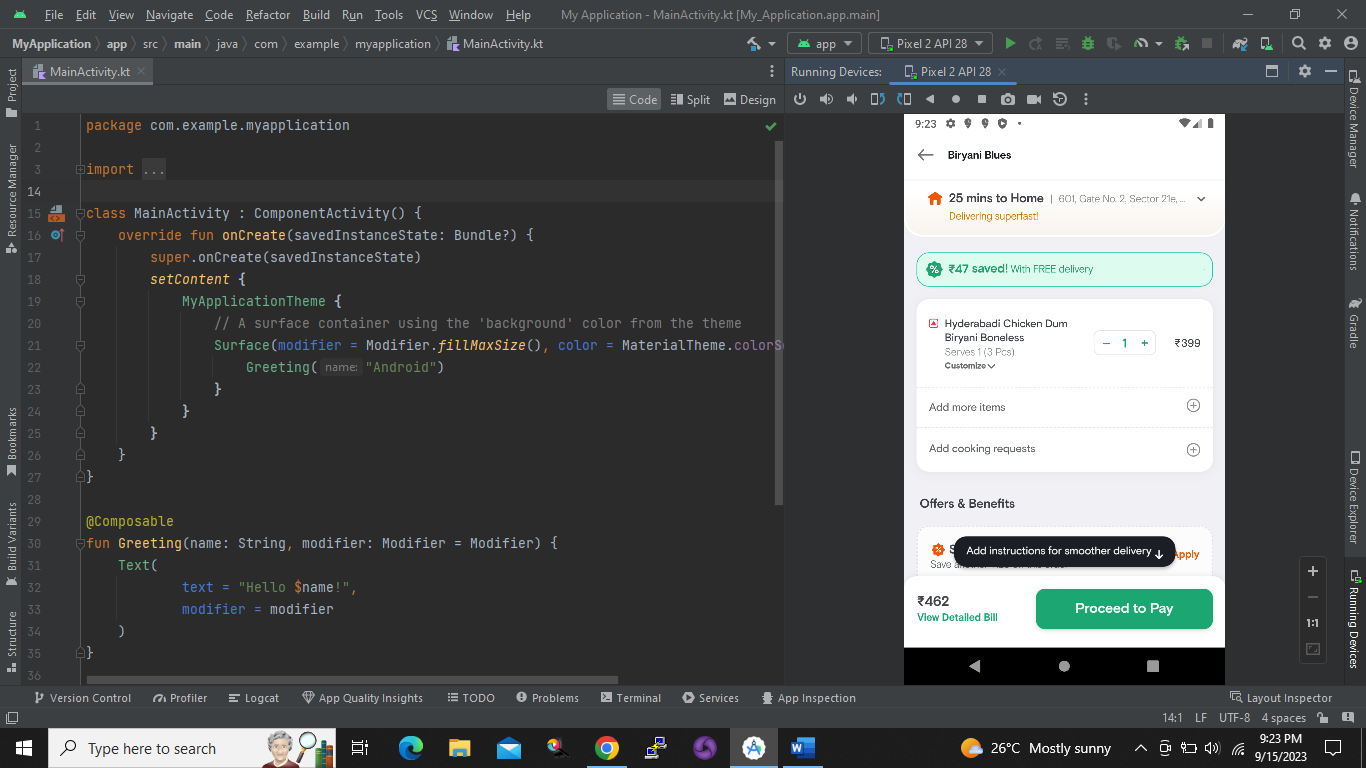 File Edit View Navigate Code Refactor Build Run Tools VCS Window Help My Application - MainActivity.kt [My_Application.app.main]
MyApplication app src main java com example myapplication MainActivity.kt app Pixel 2 API 28
MainActivity.kt
Running Devices: Pixel 2 API 28
Code Split Design
Project
Resource Manager
Bookmarks
Build Variants
Structure
1 package com.example.myapplication
2
3 import ...
14
15 class MainActivity : ComponentActivity() {
16 override fun onCreate(savedInstanceState: Bundle?) {
17 super.onCreate(savedInstanceState)
18 setContent {
19 MyApplicationTheme {
20 // A surface container using the 'background' color from the theme
21 Surface(modifier = Modifier.fillMaxSize(), color = MaterialTheme.colorS
22 Greeting( name: "Android")
23 }
24 }
25 }
26 }
27 }
28
29 @Composable
30 fun Greeting(name: String, modifier: Modifier = Modifier) {
31 Text(
32 text = "Hello $name!",
33 modifier = modifier
34 )
35 }
36
9:23
Biryani Blues
25 mins to Home | 601, Gate No. 2, Sector 21e, ...
Delivering superfast!
₹47 saved! With FREE delivery
Hyderabadi Chicken Dum
Biryani Boneless
Serves 1 (3 Pcs)
Customize
1
₹399
Add more items
Add cooking requests
Offers & Benefits
Add instructions for smoother delivery
Apply
₹462
View Detailed Bill
Proceed to Pay
1:1
Device Manager
Notifications
Gradle
Device Explorer
Running Devices
Version Control Profiler Logcat App Quality Insights TODO Problems Terminal Services App Inspection Layout Inspector
14:1 LF UTF-8 4 spaces
Type here to search
26°C Mostly sunny
9:23 PM
9/15/2023